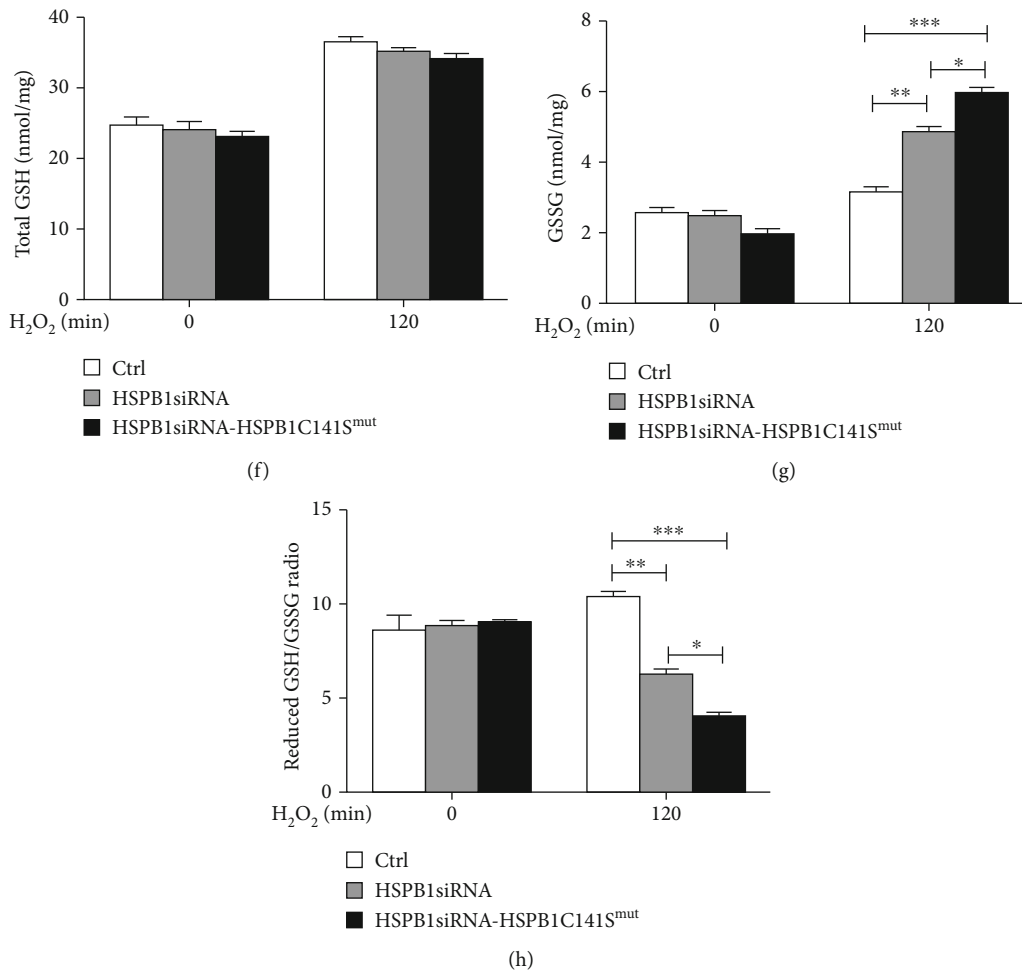 Total GSH (nmol/mg)
50
40
30
20
10
0
H₂O₂ (min)
0
120
Ctrl
HSPB1siRNA
HSPB1siRNA-HSPB1C141Sᵐᵘᵗ
(f)
GSSG (nmol/mg)
8
6
4
2
0
***
*
**
H₂O₂ (min)
0
120
Ctrl
HSPB1siRNA
HSPB1siRNA-HSPB1C141Sᵐᵘᵗ
(g)
Reduced GSH/GSSG radio
15
10
5
0
***
**
*
H₂O₂ (min)
0
120
Ctrl
HSPB1siRNA
HSPB1siRNA-HSPB1C141Sᵐᵘᵗ
(h)